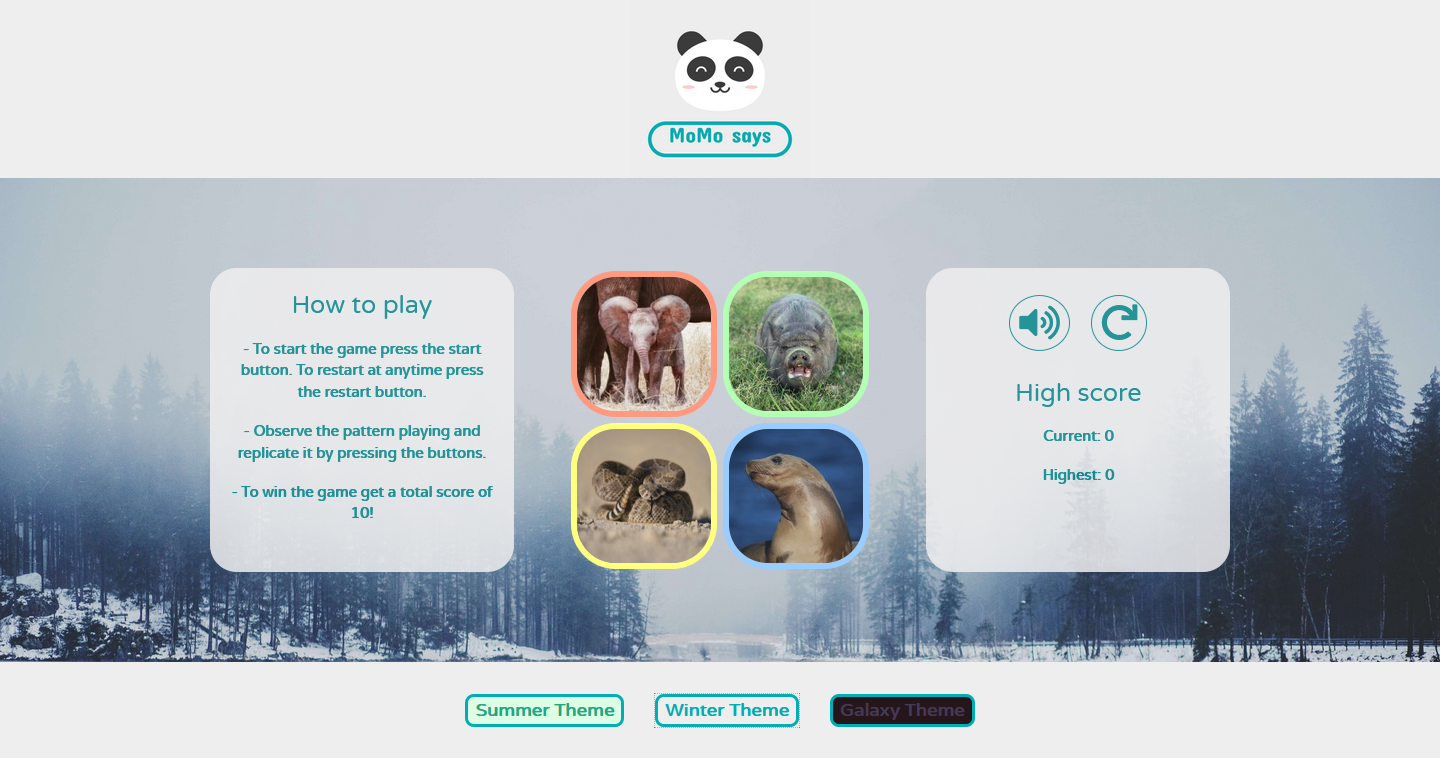 MoMo says
How to play
- To start the game press the start
button. To restart at anytime press
the restart button.
- Observe the pattern playing and
replicate it by pressing the buttons.
- To win the game get a total score of
10!
High score
Current: 0
Highest: 0
Summer Theme
Winter Theme
Galaxy Theme